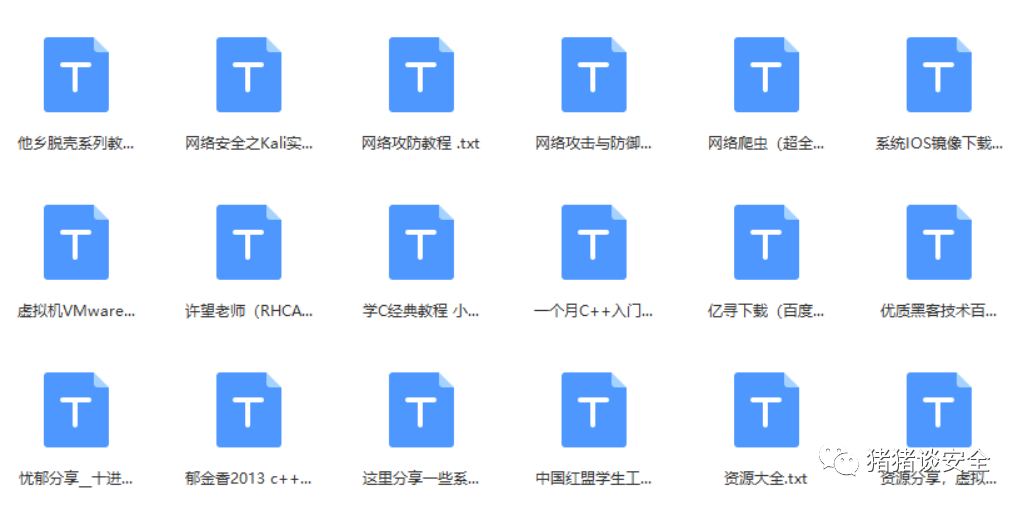 他乡脱壳系列教... 网络安全之Kali实... 网络攻防教程 .txt 网络攻击与防御... 网络爬虫（超全... 系统IOS镜像下载...
虚拟机VMware... 许望老师（RHCA... 学C经典教程 小... 一个月C++入门... 亿寻下载（百度... 优质黑客技术百...
忧郁分享__十进... 郁金香2013 c++... 这里分享一些系... 中国红盟学生工... 资源大全.txt 资源分享，虚拟...
猪猪谈安全